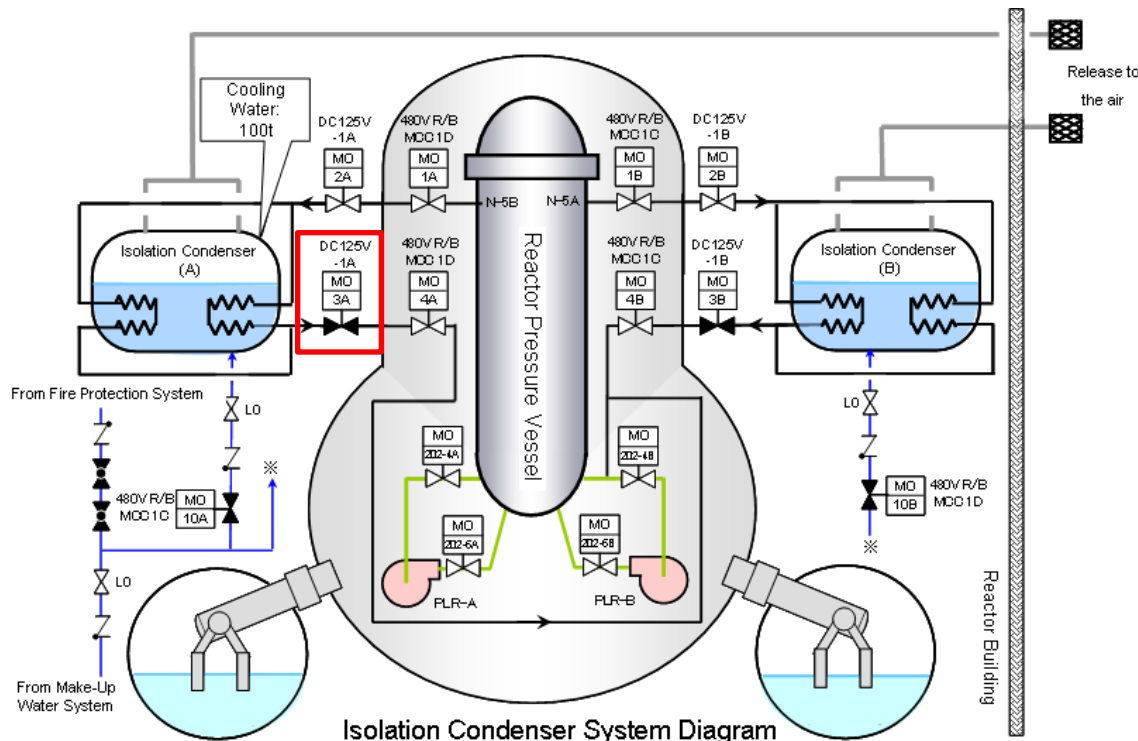 Cooling
Water:
100t
DC125V
-1A
480V R/B
MCC1D
480V R/B
MCC1C
DC125V
-1B
Release to
the air
MO
2A
MO
1A
MO
1B
MO
2B
N-5B
N-5A
Isolation Condenser
(A)
DC125V
-1A
480V R/B
MCC1D
Reactor Pressure Vessel
480V R/B
MCC1C
DC125V
-1B
Isolation Condenser
(B)
MO
3A
MO
4A
MO
4B
MO
3B
From Fire Protection System
LO
LO
MO
202-4A
MO
202-4B
※
480V R/B
MCC1C
MO
10A
MO
10B
480V R/B
MCC1D
MO
202-6A
MO
202-6B
※
LO
PLR-A
PLR-B
Reactor Building
From Make-Up
Water System
Isolation Condenser System Diagram